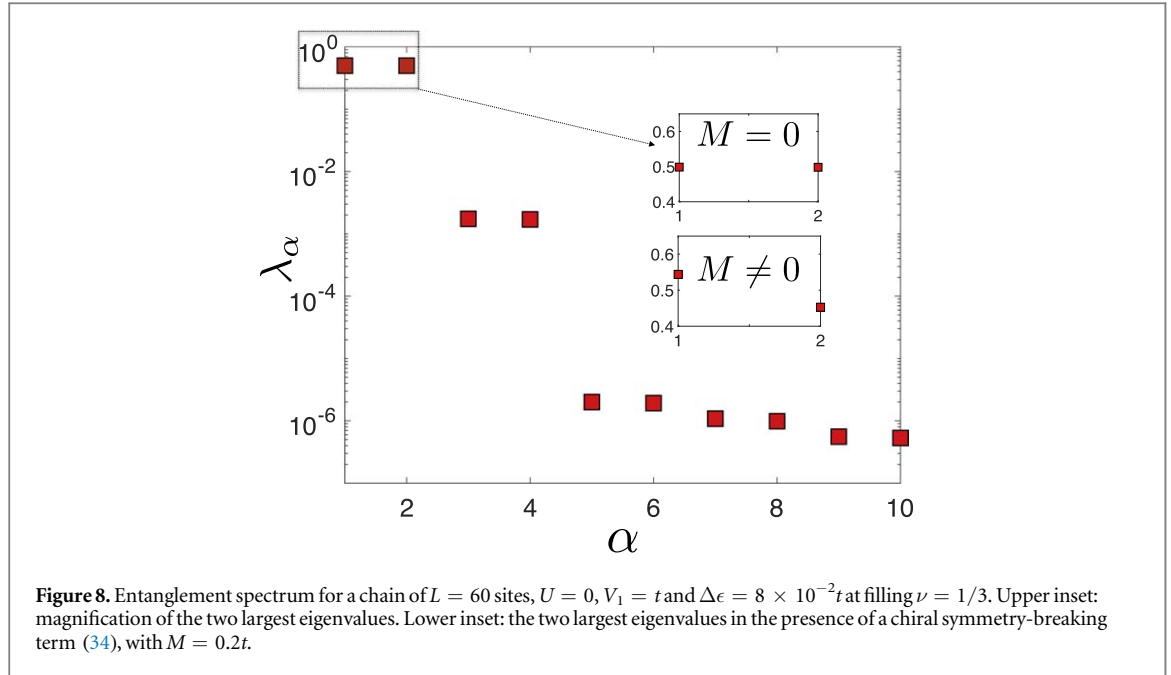 10^0
10^-2
10^-4
10^-6
λ_α
2
4
6
8
10
α
M = 0
0.6
0.5
0.4
1
2
M ≠ 0
0.6
0.5
0.4
1
2
Figure 8. Entanglement spectrum for a chain of L = 60 sites, U = 0, V₁ = t and Δϵ = 8 × 10⁻²t at filling ν = 1/3. Upper inset:
magnification of the two largest eigenvalues. Lower inset: the two largest eigenvalues in the presence of a chiral symmetry-breaking
term (34), with M = 0.2t.